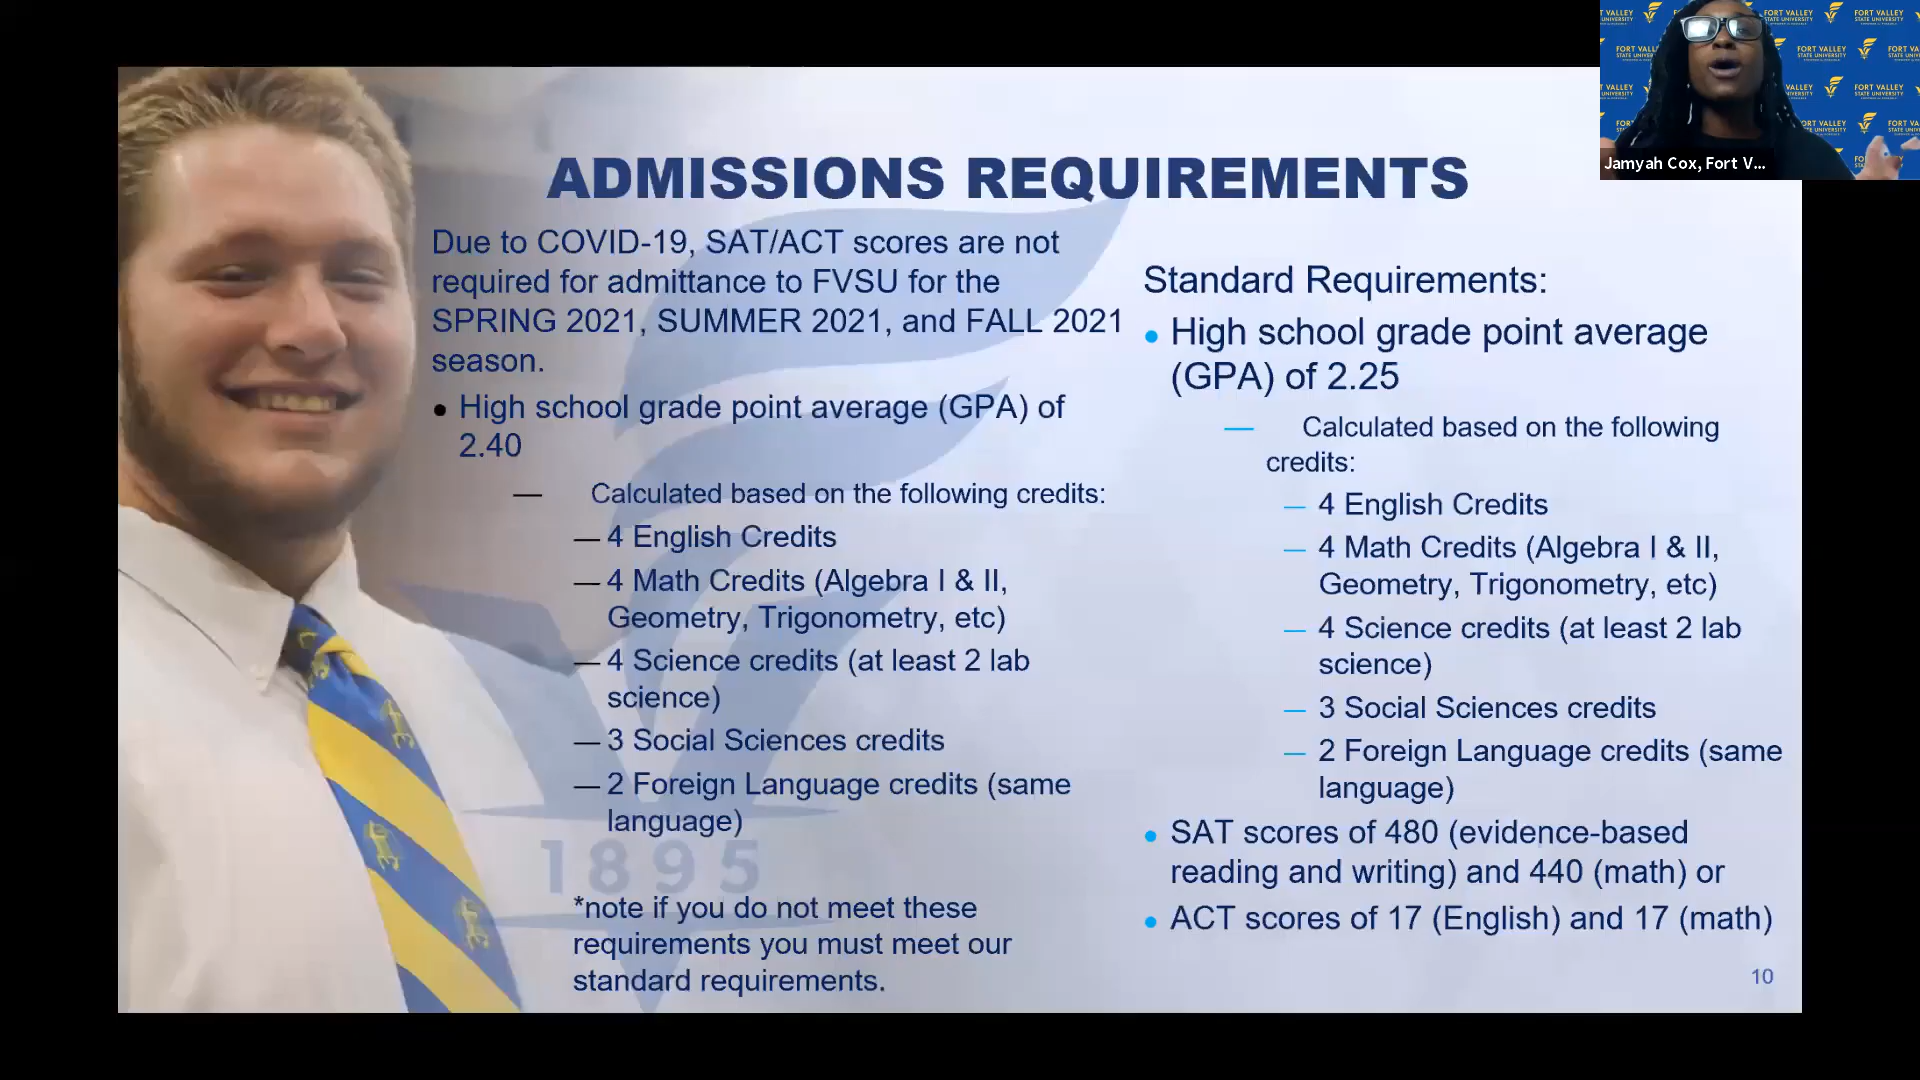 ADMISSIONS REQUIREMENTS
Due to COVID-19, SAT/ACT scores are not
required for admittance to FVSU for the
SPRING 2021, SUMMER 2021, and FALL 2021
season.
• High school grade point average (GPA) of
2.40
— Calculated based on the following credits:
— 4 English Credits
— 4 Math Credits (Algebra I & II,
Geometry, Trigonometry, etc)
— 4 Science credits (at least 2 lab
science)
— 3 Social Sciences credits
— 2 Foreign Language credits (same
language)
1895
*note if you do not meet these
requirements you must meet our
standard requirements.
Standard Requirements:
• High school grade point average
(GPA) of 2.25
— Calculated based on the following
credits:
— 4 English Credits
— 4 Math Credits (Algebra I & II,
Geometry, Trigonometry, etc)
— 4 Science credits (at least 2 lab
science)
— 3 Social Sciences credits
— 2 Foreign Language credits (same
language)
• SAT scores of 480 (evidence-based
reading and writing) and 440 (math) or
• ACT scores of 17 (English) and 17 (math)
10
FORT VALLEY
STATE UNIVERSITY
Jamyah Cox, Fort V...